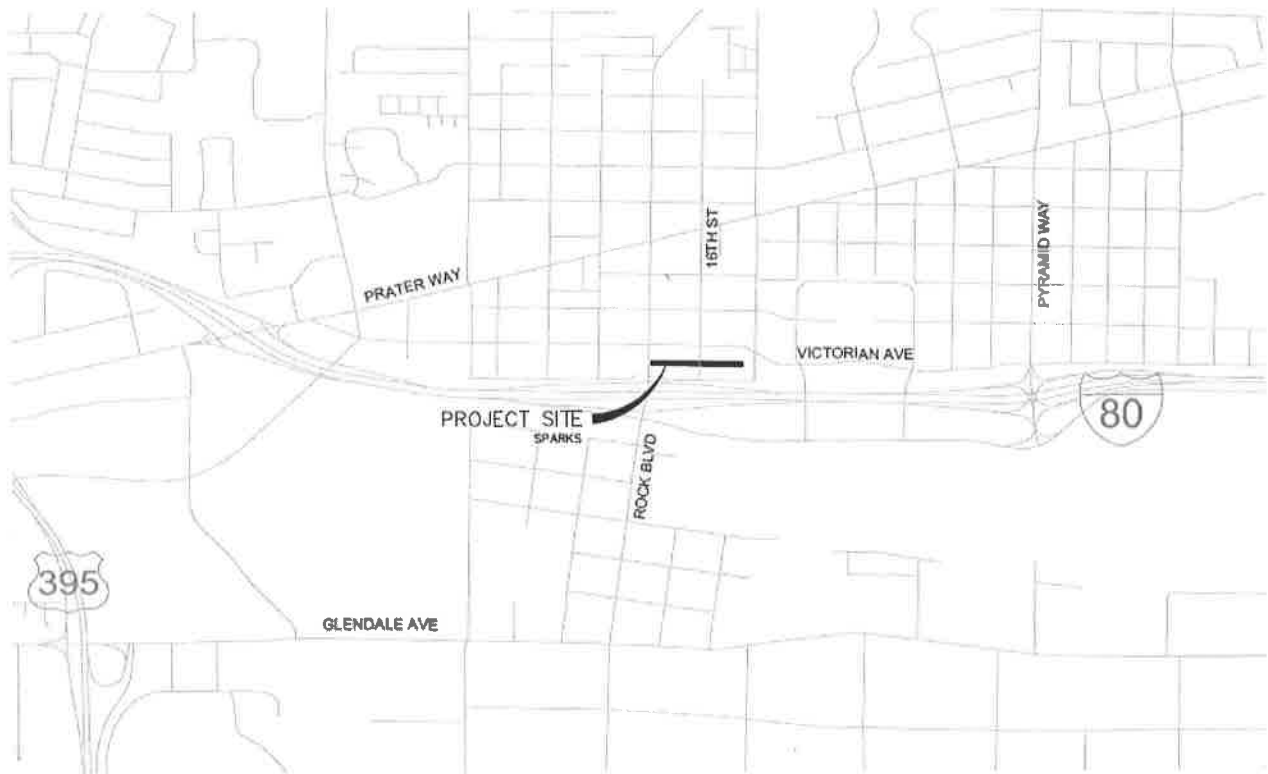 16TH ST
PYRAMID WAY
PRATER WAY
VICTORIAN AVE
80
PROJECT SITE
SPARKS
ROCK BLVD
395
GLENDALE AVE